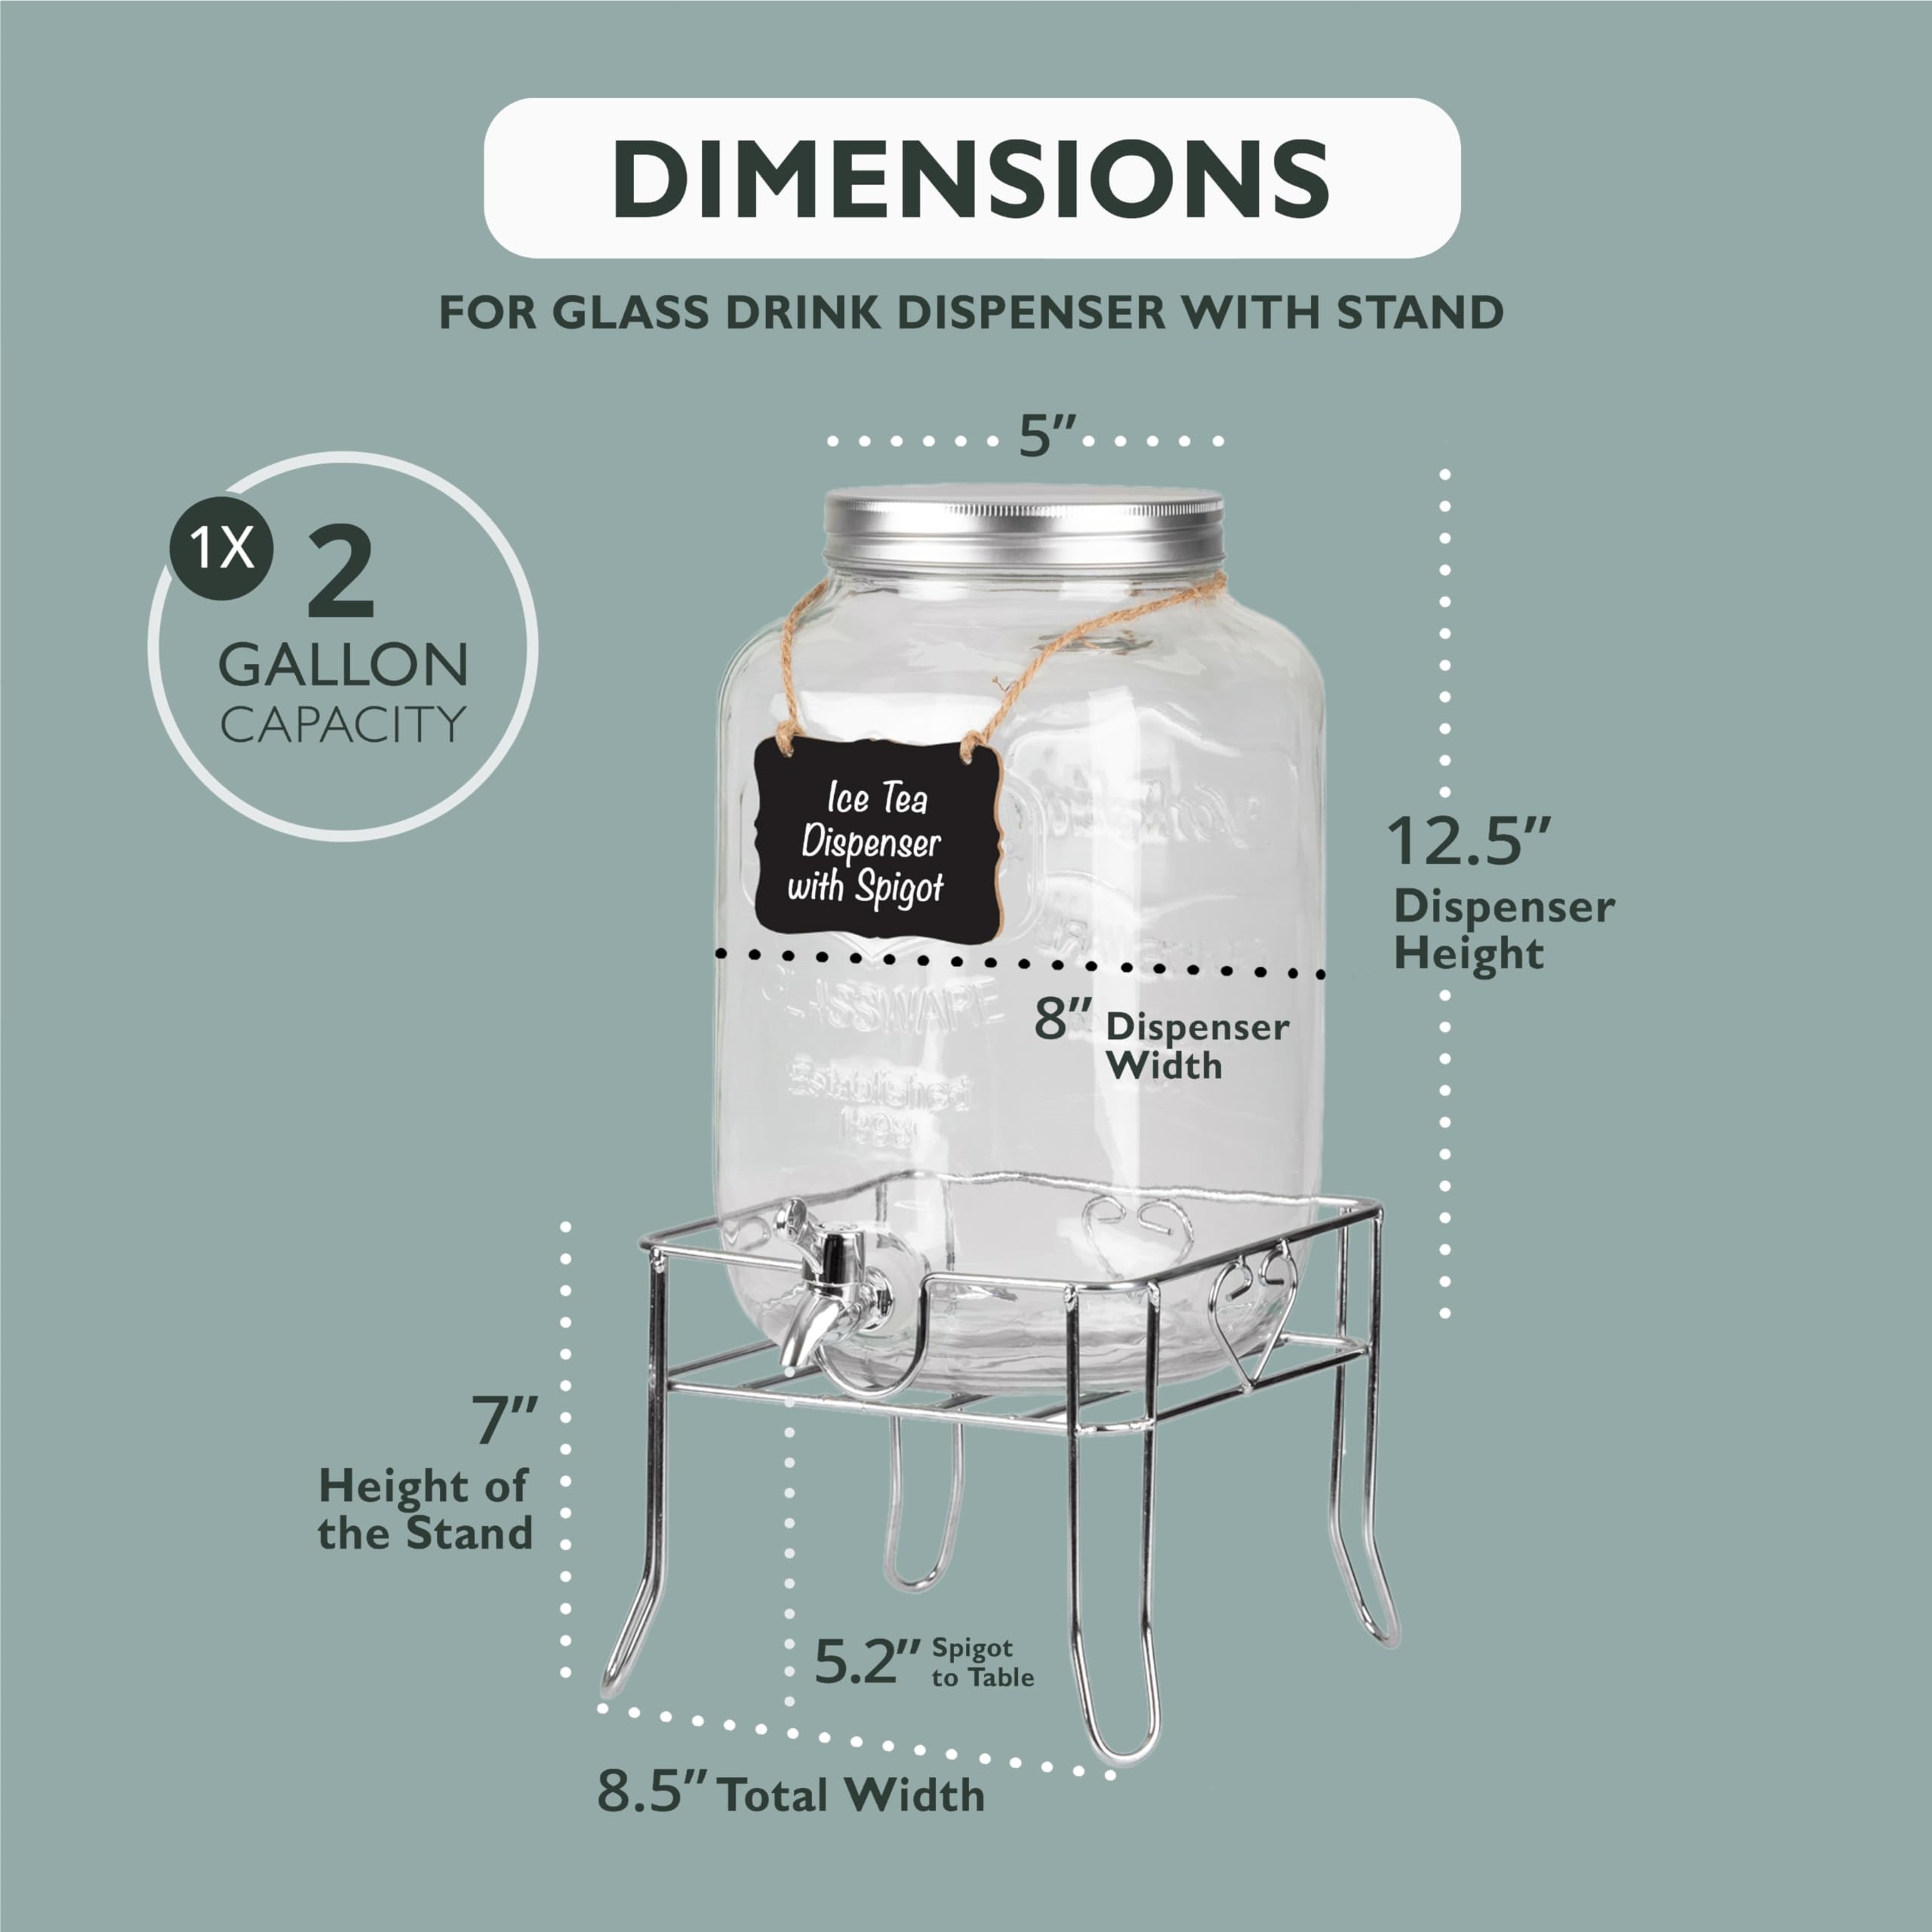 DIMENSIONS
FOR GLASS DRINK DISPENSER WITH STAND
5”
1X
2
GALLON
CAPACITY
Ice Tea
Dispenser
with Spigot
12.5”
Dispenser
Height
8” Dispenser
Width
7”
Height of
the Stand
5.2” Spigot
to Table
8.5” Total Width